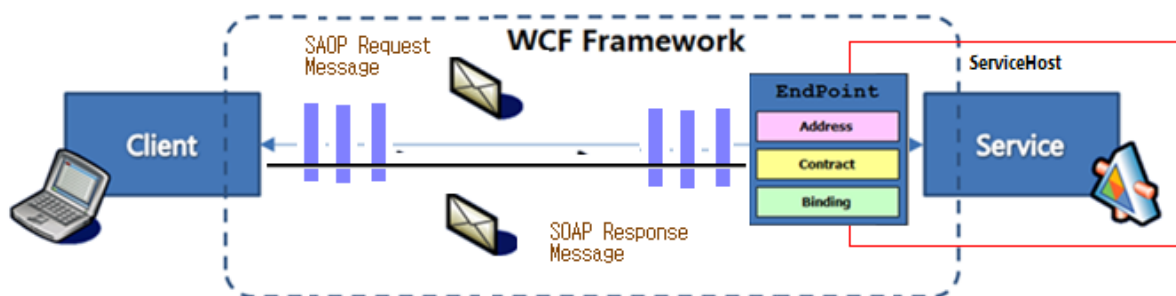 WCF Framework
SAOP Request
Message
ServiceHost
EndPoint
Address
Client
Service
Contract
Binding
SOAP Response
Message